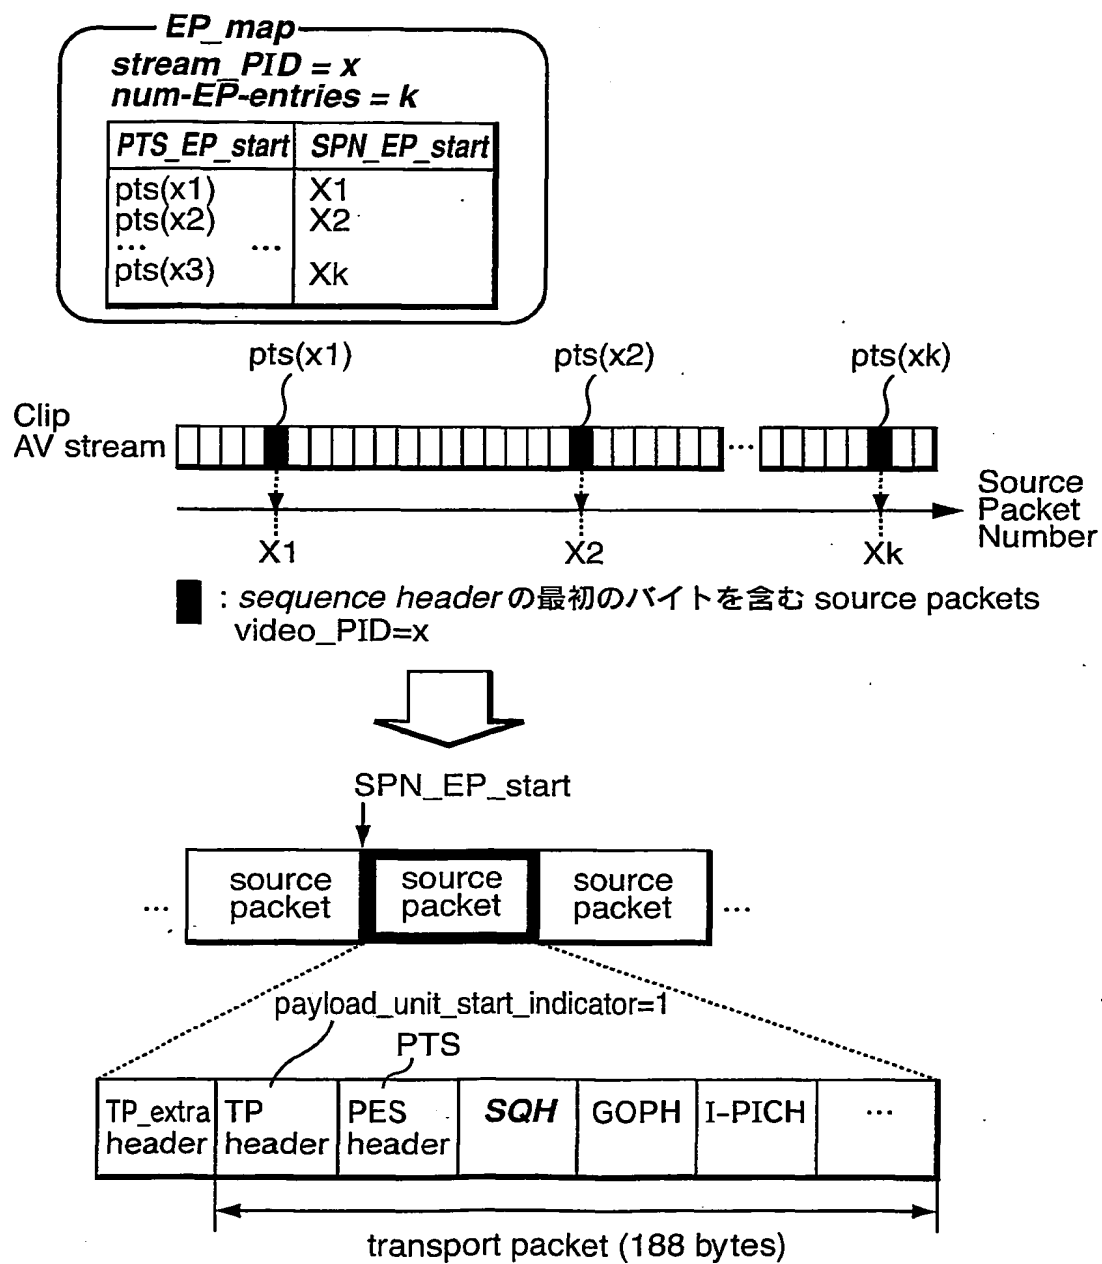 EP_map
stream_PID = x
num-EP-entries = k
PTS_EP_start SPN_EP_start
pts(x1) X1
pts(x2) X2
... ...
pts(x3) Xk
pts(x1) pts(x2) pts(xk)
Clip
AV stream
...
Source
Packet
Number
X1 X2 Xk
: sequence headerの最初のバイトを含む source packets
video_PID=x
SPN_EP_start
... source packet source packet source packet ...
payload_unit_start_indicator=1
PTS
TP_extra header TP header PES header SQH GOPH I-PICH ...
transport packet (188 bytes)